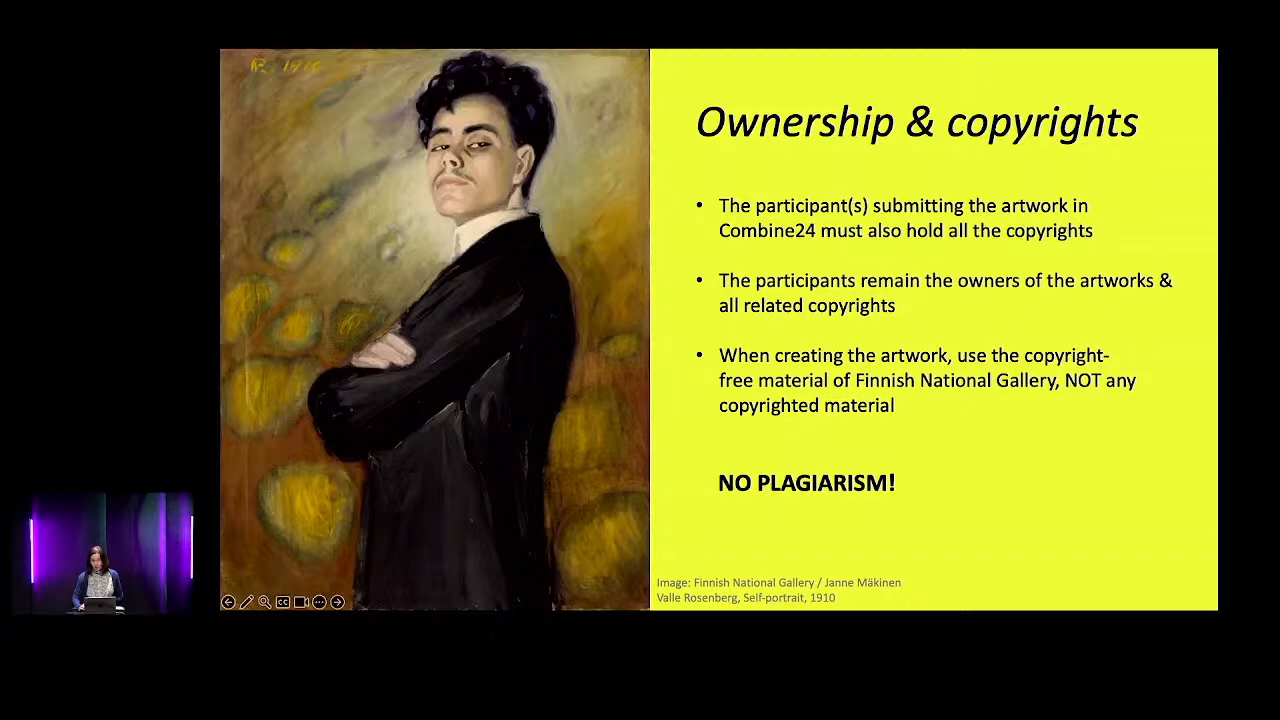 1910
Ownership & copyrights
• The participant(s) submitting the artwork in
Combine24 must also hold all the copyrights
• The participants remain the owners of the artworks &
all related copyrights
• When creating the artwork, use the copyright-
free material of Finnish National Gallery, NOT any
copyrighted material
NO PLAGIARISM!
Image: Finnish National Gallery / Janne Mäkinen
Valle Rosenberg, Self-portrait, 1910
CC